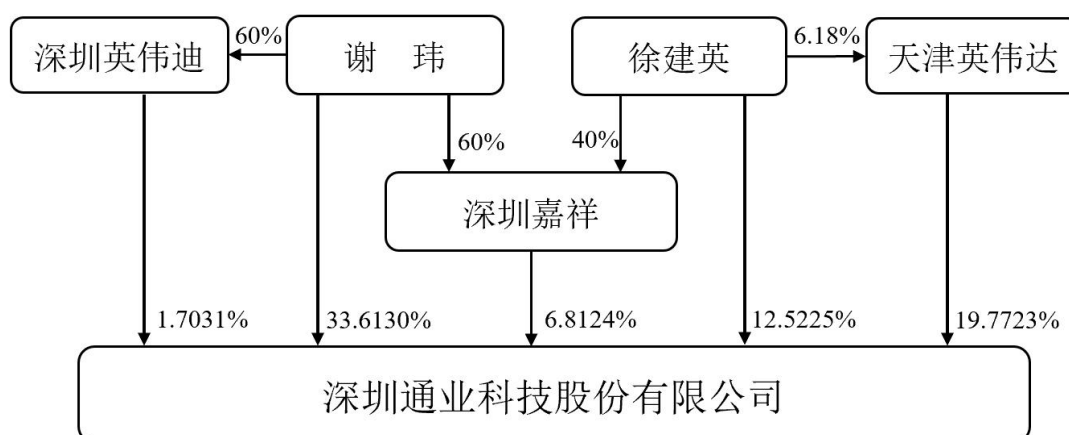 60%
6.18%
深圳英伟迪
谢 玮
徐建英
天津英伟达
60%
40%
深圳嘉祥
1.7031%
33.6130%
6.8124%
12.5225%
19.7723%
深圳通业科技股份有限公司